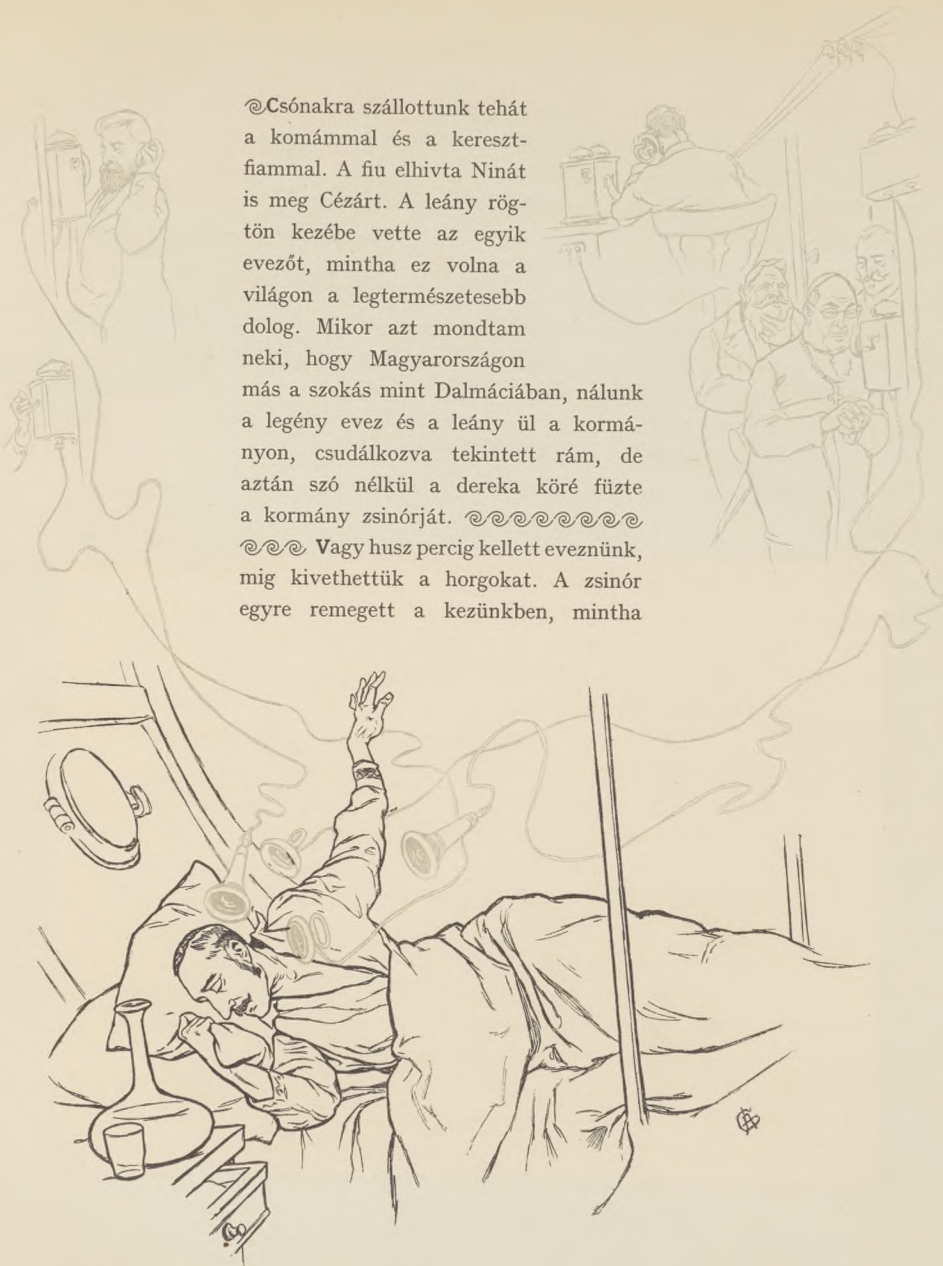 Csónakra szállottunk tehát
a komámmal és a kereszt-
fiammal. A fiu elhivta Ninát
is meg Cézárt. A leány rög-
tön kezébe vette az egyik
evezőt, mintha ez volna a
világon a legtermészetesebb
dolog. Mikor azt mondtam
neki, hogy Magyarországon
más a szokás mint Dalmáciában, nálunk
a legény evez és a leány ül a kormá-
nyon, csudálkozva tekintett rám, de
aztán szó nélkül a dereka köré füzte
a kormány zsinórját.
Vagy husz percig kellett eveznünk,
mig kivethettük a horgokat. A zsinór
egyre remegett a kezünkben, mintha